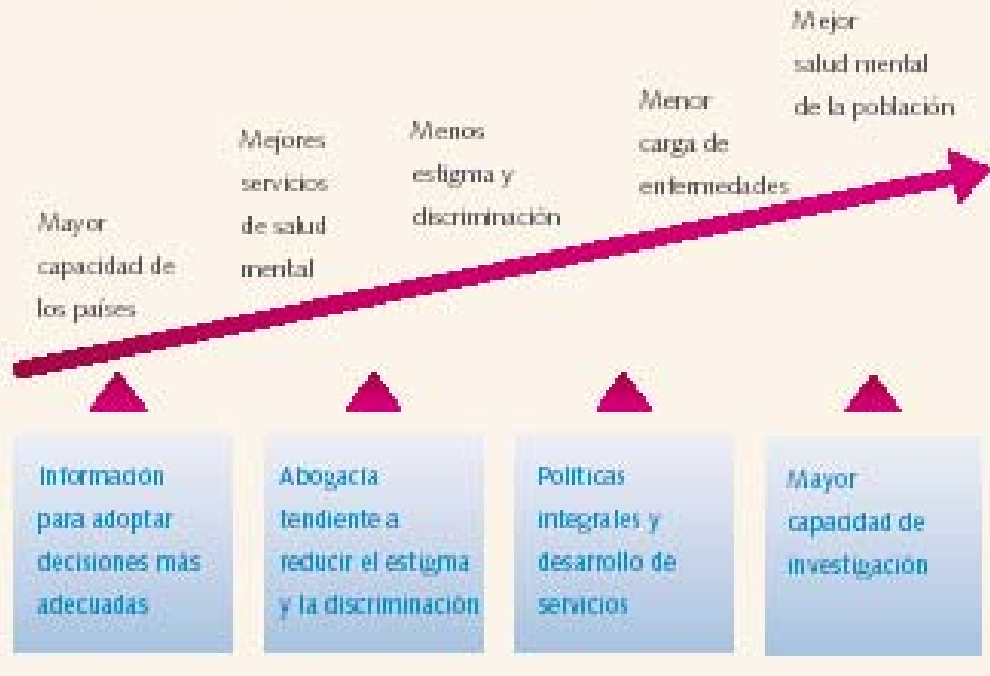 Mayor
capacidad de
los países
Mejores
servicios
de salud
mental
Menos
estigma y
discriminación
Menor
carga de
enfermedades
Mejor
salud mental
de la población
Información
para adoptar
decisiones más
adecuadas
Abogacía
tendiente a
reducir el estigma
y la discriminación
Políticas
integrales y
desarrollo de
servicios
Mayor
capacidad de
investigación